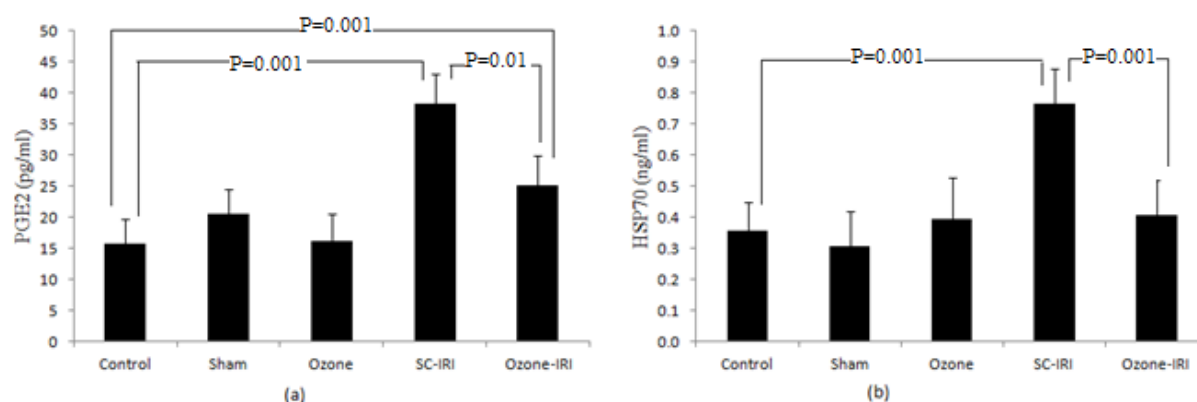 P=0.001
P=0.001
P=0.01
PGE2 (pg/ml)
50
45
40
35
30
25
20
15
10
5
0
Control Sham Ozone SC-IRI Ozone-IRI
(a)
P=0.001
P=0.001
HSP70 (ng/ml)
1.0
0.9
0.8
0.7
0.6
0.5
0.4
0.3
0.2
0.1
0.0
Control Sham Ozone SC-IRI Ozone-IRI
(b)